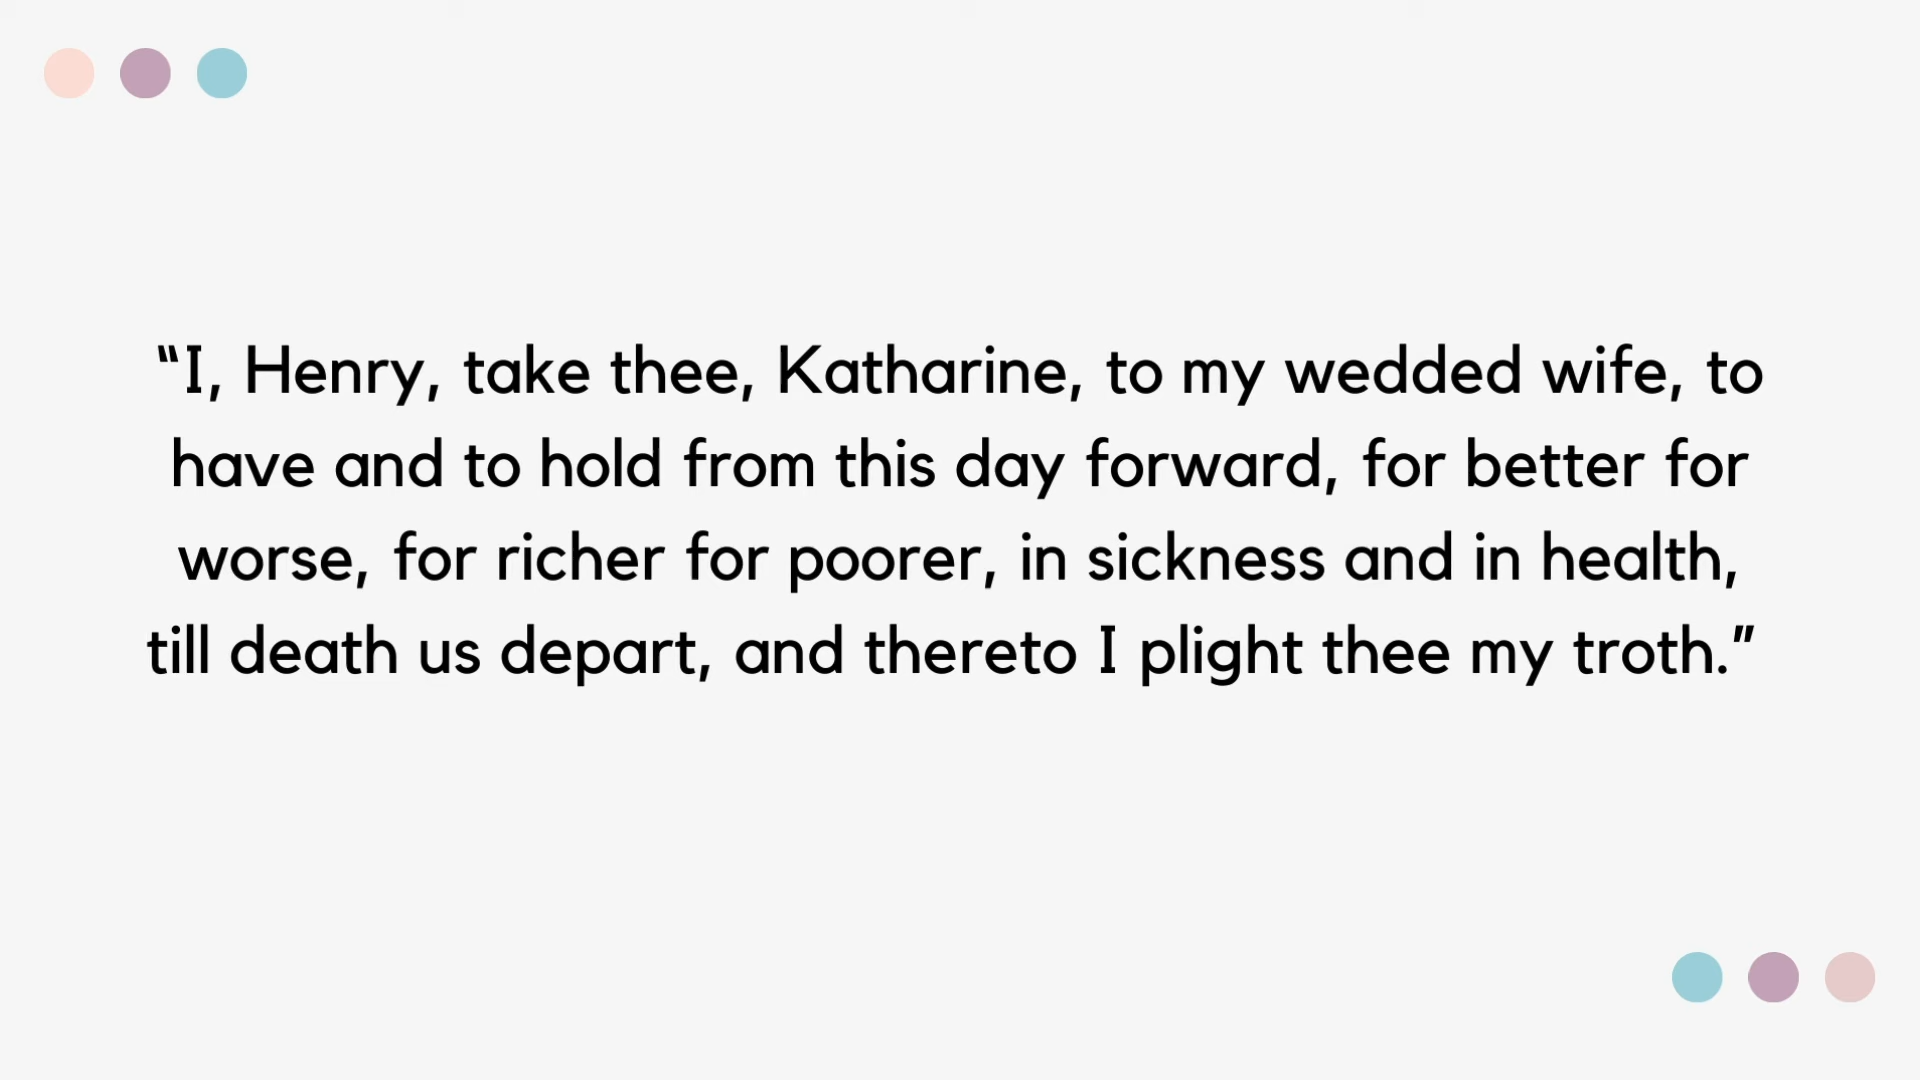 “I, Henry, take thee, Katharine, to my wedded wife, to
have and to hold from this day forward, for better for
worse, for richer for poorer, in sickness and in health,
till death us depart, and thereto I plight thee my troth.”